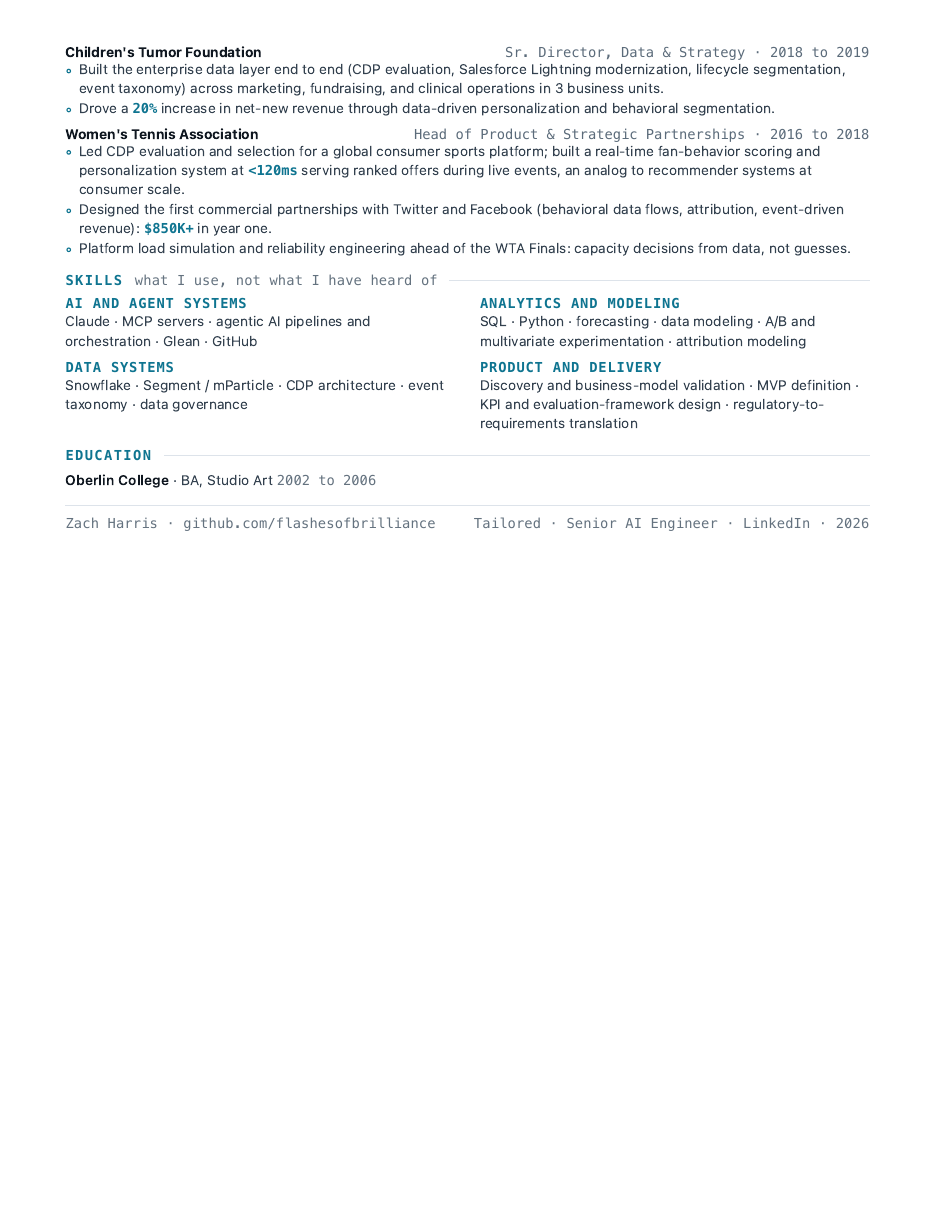 Children's Tumor Foundation Sr. Director, Data & Strategy · 2018 to 2019
Built the enterprise data layer end to end (CDP evaluation, Salesforce Lightning modernization, lifecycle segmentation,
event taxonomy) across marketing, fundraising, and clinical operations in 3 business units.
Drove a 20% increase in net-new revenue through data-driven personalization and behavioral segmentation.
Women's Tennis Association Head of Product & Strategic Partnerships · 2016 to 2018
Led CDP evaluation and selection for a global consumer sports platform; built a real-time fan-behavior scoring and
personalization system at <120ms serving ranked offers during live events, an analog to recommender systems at
consumer scale.
Designed the first commercial partnerships with Twitter and Facebook (behavioral data flows, attribution, event-driven
revenue): $850K+ in year one.
Platform load simulation and reliability engineering ahead of the WTA Finals: capacity decisions from data, not guesses.
SKILLS what I use, not what I have heard of
AI AND AGENT SYSTEMS
Claude · MCP servers · agentic AI pipelines and
orchestration · Glean · GitHub
ANALYTICS AND MODELING
SQL · Python · forecasting · data modeling · A/B and
multivariate experimentation · attribution modeling
DATA SYSTEMS
Snowflake · Segment / mParticle · CDP architecture · event
taxonomy · data governance
PRODUCT AND DELIVERY
Discovery and business-model validation · MVP definition ·
KPI and evaluation-framework design · regulatory-to-
requirements translation
EDUCATION
Oberlin College · BA, Studio Art 2002 to 2006
Zach Harris · github.com/flashesofbrilliance Tailored · Senior AI Engineer · LinkedIn · 2026